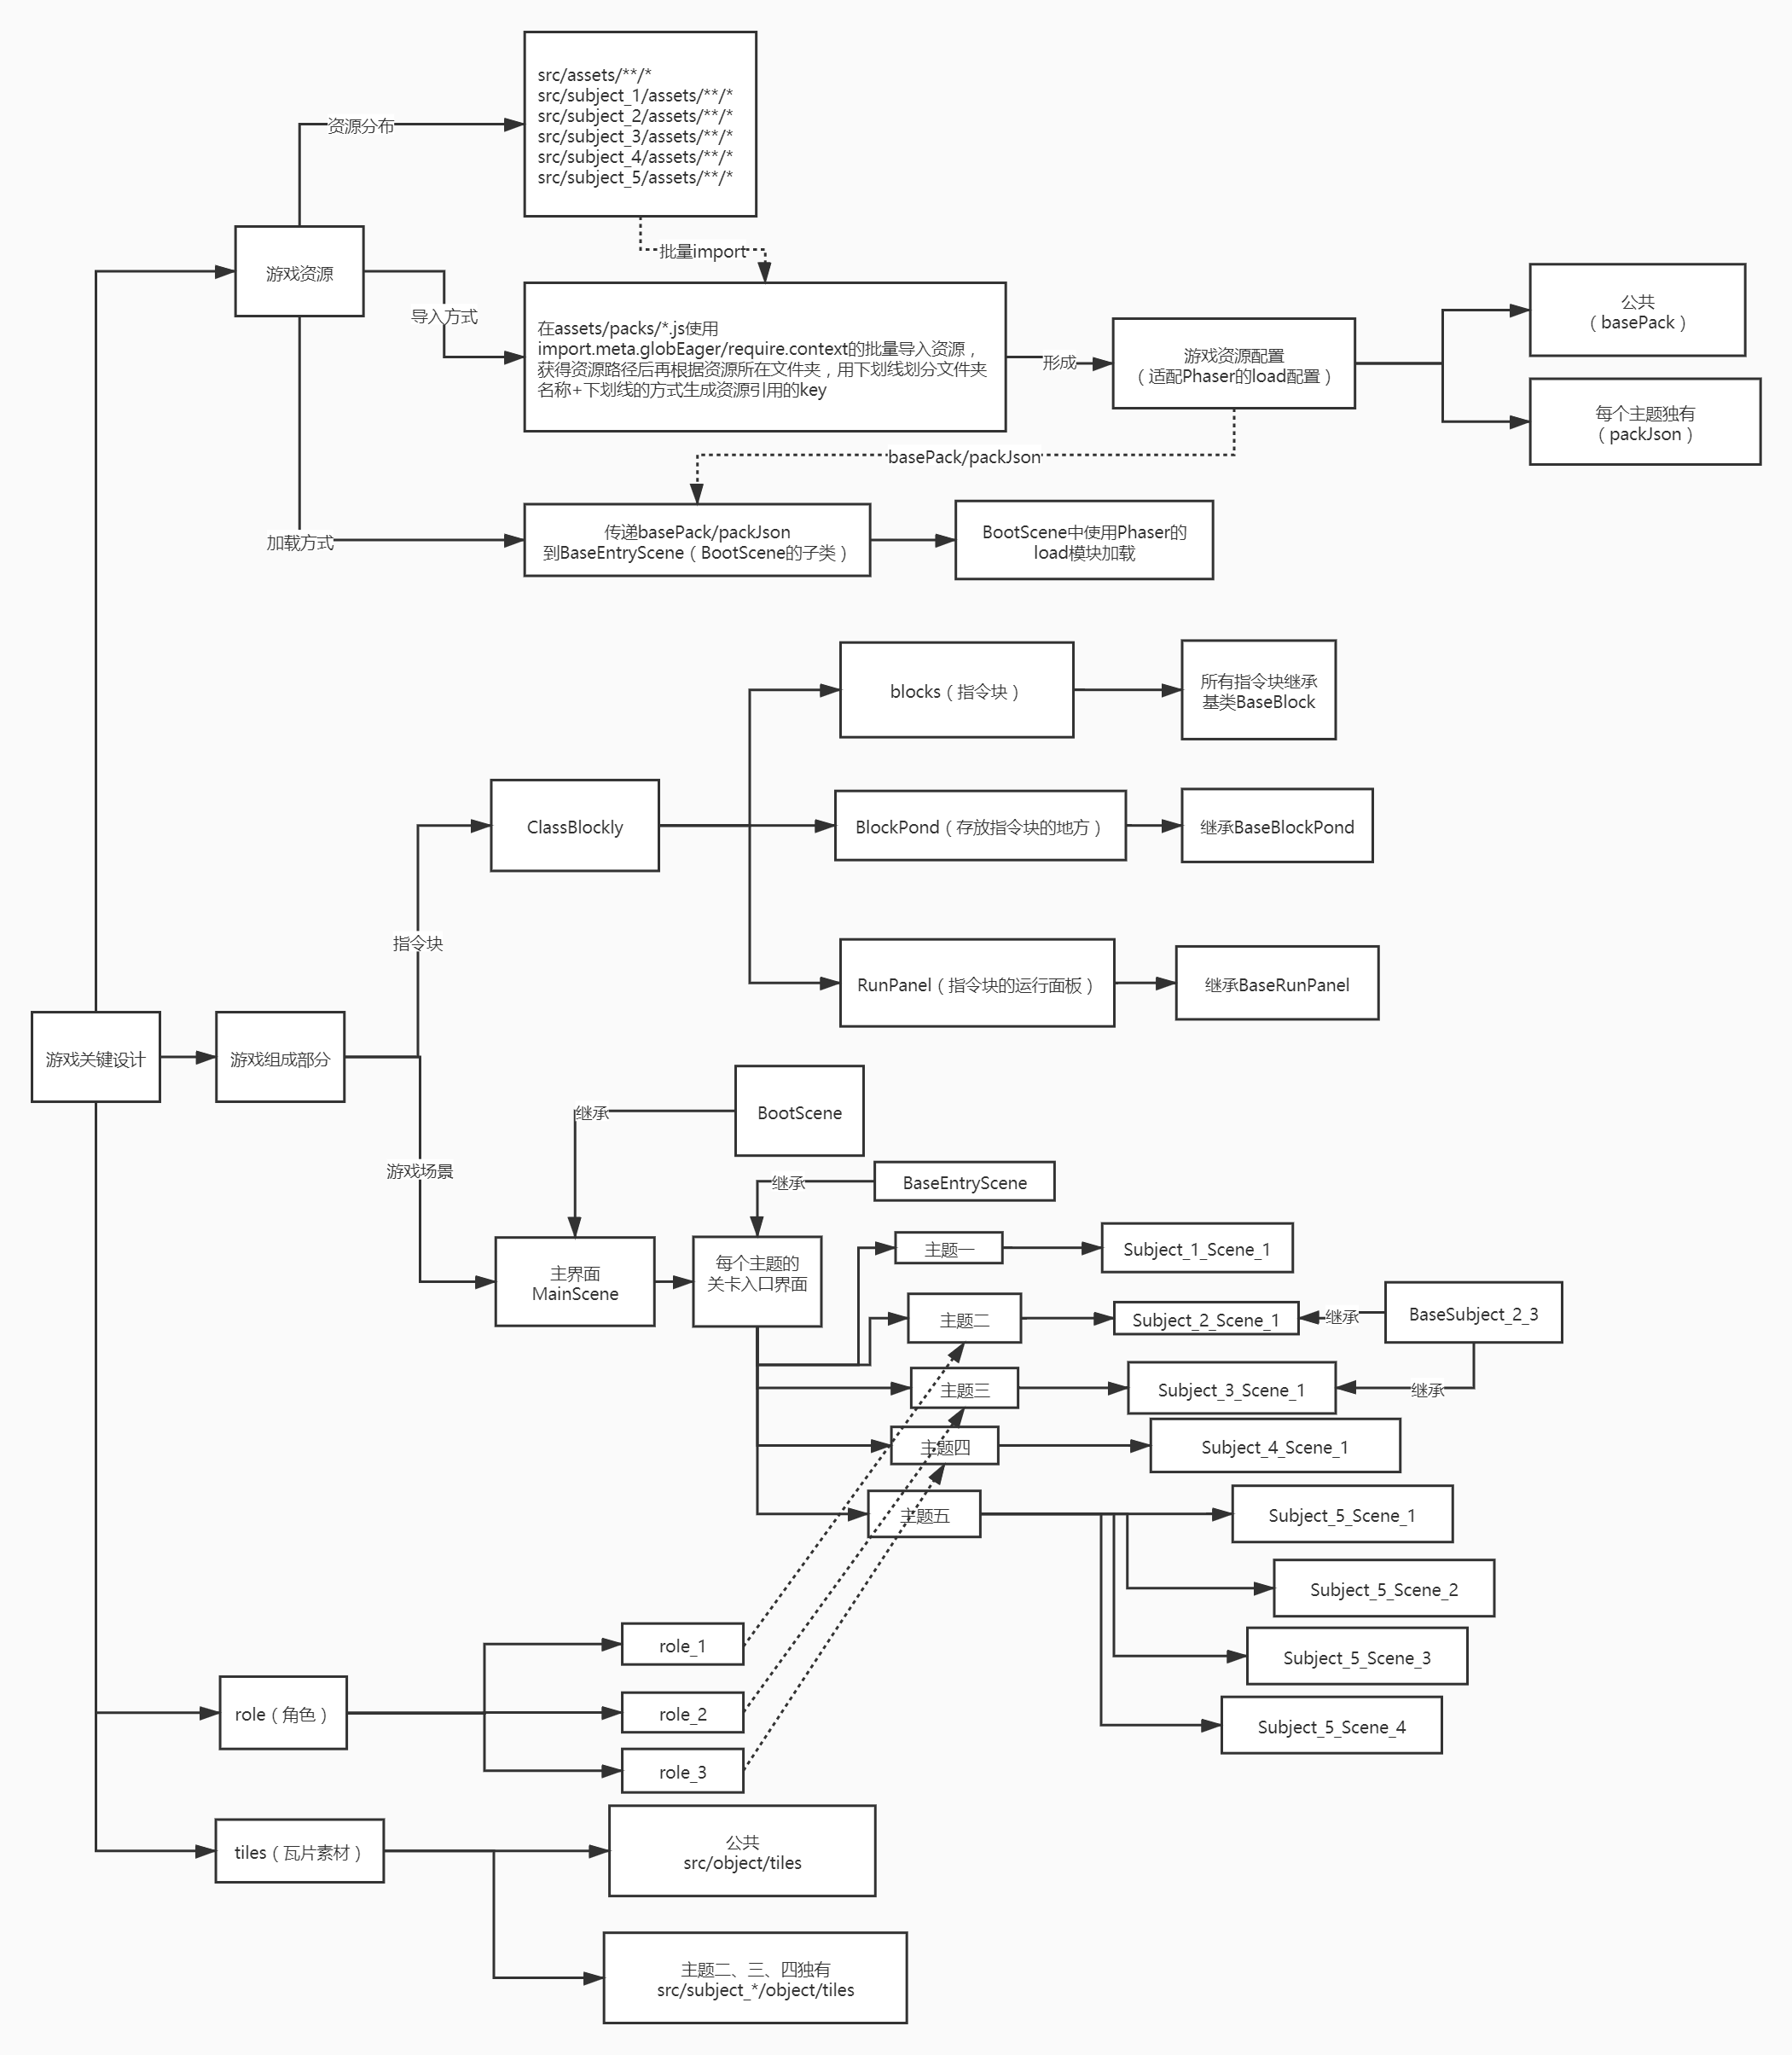 src/assets/**/*
src/subject_1/assets/**/*
src/subject_2/assets/**/*
src/subject_3/assets/**/*
src/subject_4/assets/**/*
src/subject_5/assets/**/*
资源分布
批量import
游戏资源
导入方式
在assets/packs/*.js使用
import.meta.globEager/require.context的批量导入资源，
获得资源路径后再根据资源所在文件夹，用下划线划分文件夹
名称+下划线的方式生成资源引用的key
形成
游戏资源配置
（适配Phaser的load配置）
公共
（basePack）
每个主题独有
（packJson）
basePack/packJson
加载方式
传递basePack/packJson
到BaseEntryScene（BootScene的子类）
BootScene中使用Phaser的
load模块加载
blocks（指令块）
所有指令块继承
基类BaseBlock
ClassBlockly
BlockPond（存放指令块的地方）
继承BaseBlockPond
指令块
RunPanel（指令块的运行面板）
继承BaseRunPanel
游戏关键设计
游戏组成部分
BootScene
继承
游戏场景
BaseEntryScene
继承
主界面
MainScene
每个主题的
关卡入口界面
主题一
Subject_1_Scene_1
主题二
Subject_2_Scene_1
继承
BaseSubject_2_3
主题三
Subject_3_Scene_1
继承
主题四
Subject_4_Scene_1
主题五
Subject_5_Scene_1
Subject_5_Scene_2
Subject_5_Scene_3
Subject_5_Scene_4
role_1
role（角色）
role_2
role_3
tiles（瓦片素材）
公共
src/object/tiles
主题二、三、四独有
src/subject_*/object/tiles